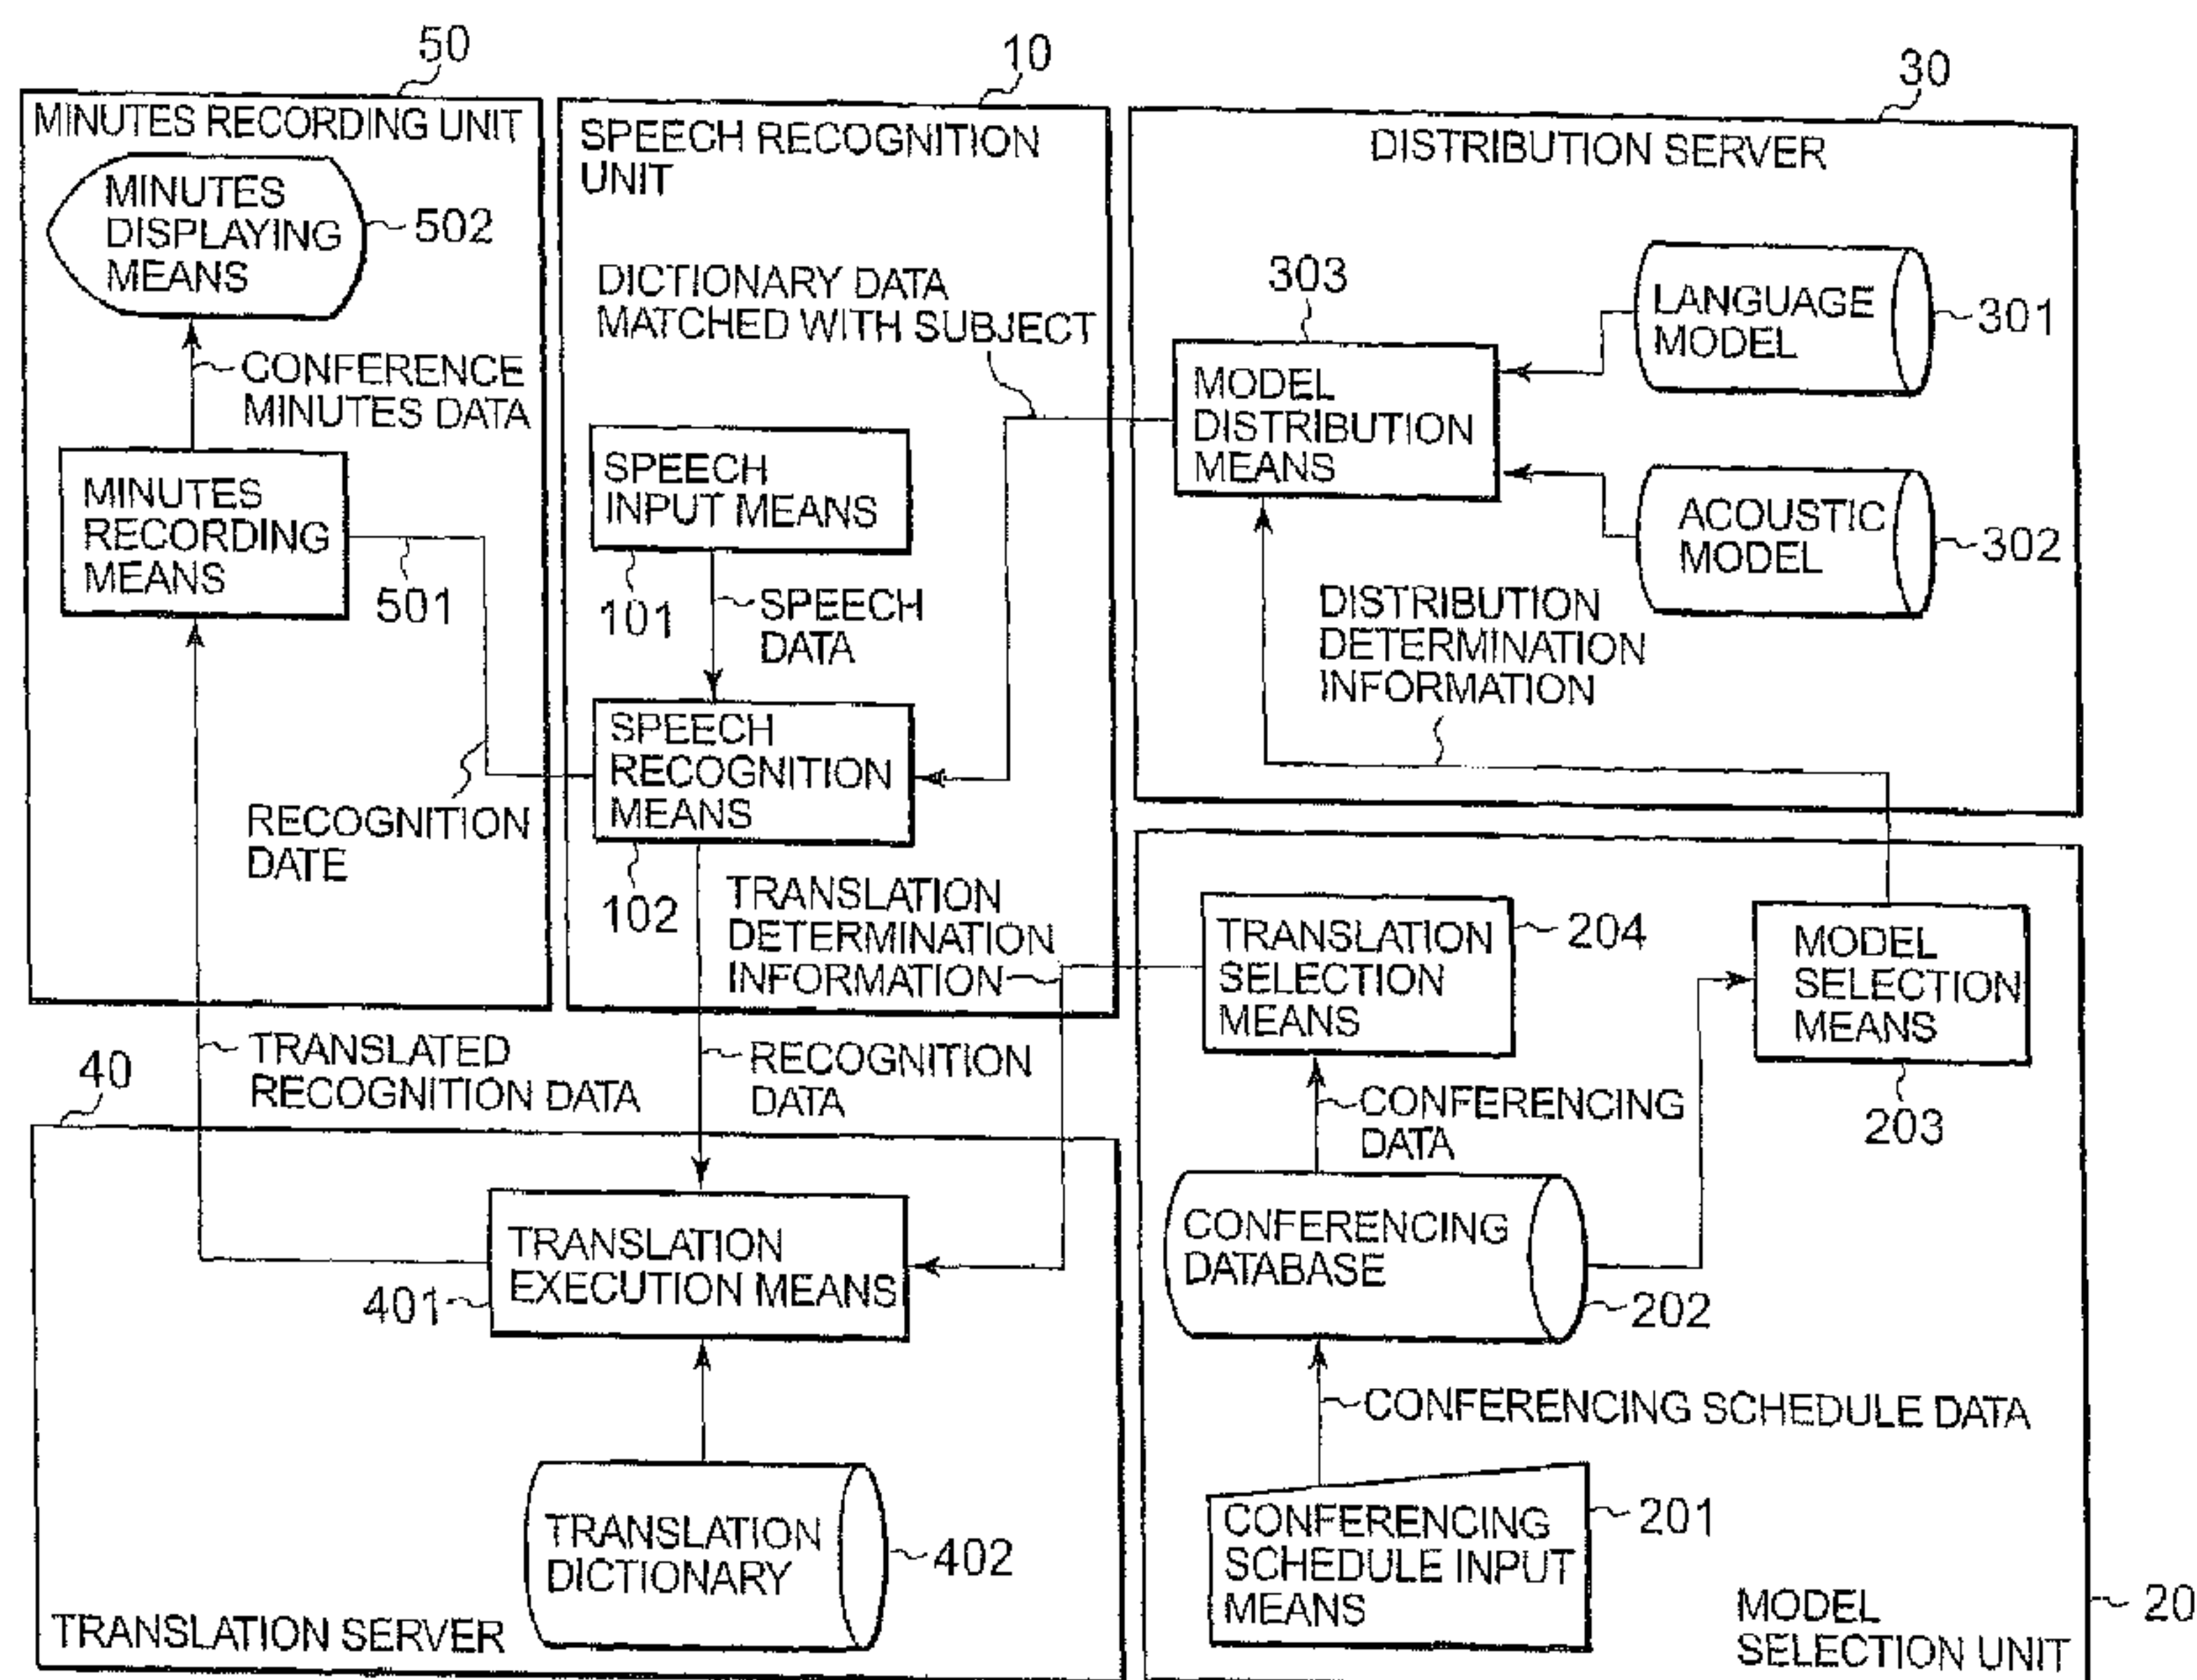 50
MINUTES RECORDING UNIT
MINUTES
DISPLAYING
MEANS
502
CONFERENCE
MINUTES DATA
MINUTES
RECORDING
MEANS
501
RECOGNITION
DATE
10
SPEECH RECOGNITION
UNIT
DICTIONARY DATA
MATCHED WITH SUBJECT
SPEECH
INPUT MEANS
101
SPEECH
DATA
SPEECH
RECOGNITION
MEANS
102
TRANSLATION
DETERMINATION
INFORMATION
30
DISTRIBUTION SERVER
303
MODEL
DISTRIBUTION
MEANS
LANGUAGE
MODEL
301
ACOUSTIC
MODEL
302
DISTRIBUTION
DETERMINATION
INFORMATION
TRANSLATED
RECOGNITION DATA
RECOGNITION
DATA
40
TRANSLATION
EXECUTION MEANS
401
TRANSLATION
DICTIONARY
402
TRANSLATION SERVER
TRANSLATION
SELECTION
MEANS
204
MODEL
SELECTION
MEANS
203
CONFERENCING
DATA
CONFERENCING
DATABASE
202
CONFERENCING SCHEDULE DATA
CONFERENCING
SCHEDULE INPUT
MEANS
201
MODEL
SELECTION UNIT
20